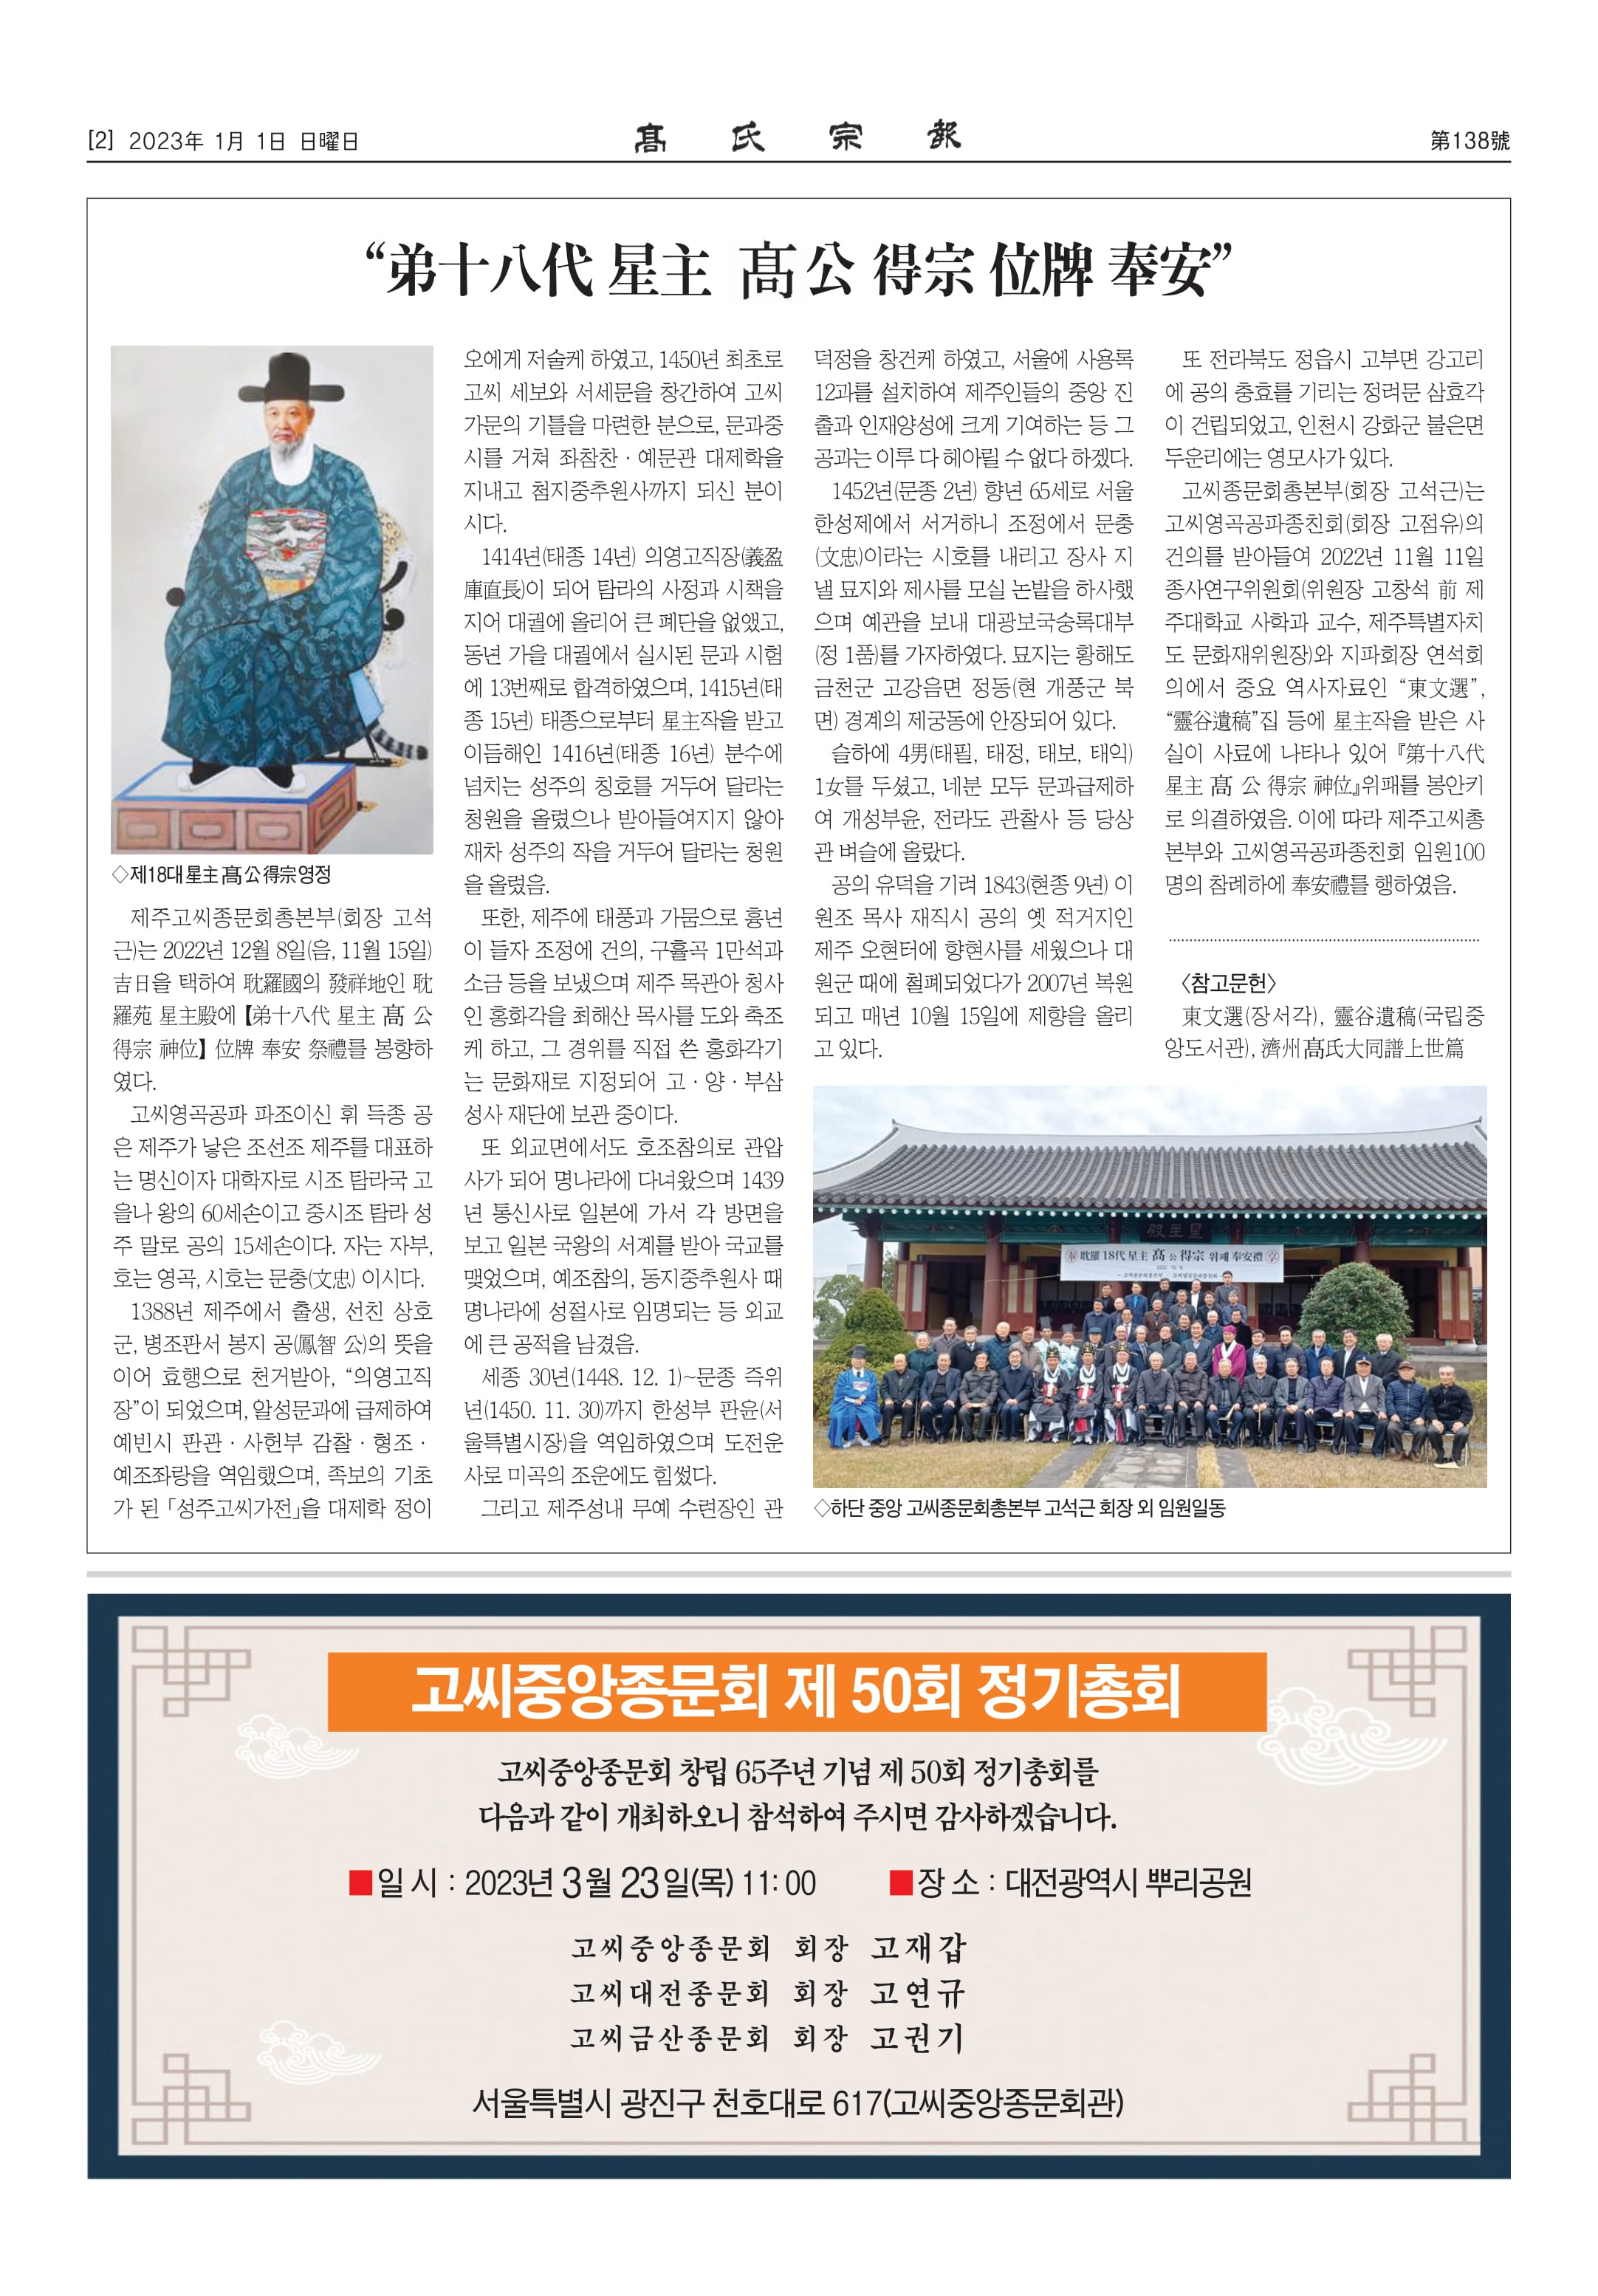 [2] 2023年 1月 1日 日曜日
髙氏宗報
第138號
“弟十八代 星主 髙公 得宗 位牌 奉安”
◇제18대 星主 髙公 得宗 영정
제주고씨종문회총본부(회장 고석
근)는 2022년 12월 8일(음, 11월 15일)
吉日을 택하여 耽羅國의 發祥地인 耽
羅苑 星主殿에【弟十八代 星主 髙 公
得宗 神位】位牌 奉安 祭禮를 봉향하
였다.
고씨영곡공파 파조이신 휘 득종 공
은 제주가 낳은 조선조 제주를 대표하
는 명신이자 대학자로 시조 탐라국 고
을나 왕의 60세손이고 중시조 탐라 성
주 말로 공의 15세손이다. 자는 자부,
호는 영곡, 시호는 문충(文忠) 이시다.
1388년 제주에서 출생, 선친 상호
군, 병조판서 봉지 공(鳳智 公)의 뜻을
이어 효행으로 천거받아, “의영고직
장”이 되었으며, 알성문과에 급제하여
예빈시 판관 · 사헌부 감찰 · 형조 ·
예조좌랑을 역임했으며, 족보의 기초
가 된 「성주고씨가전」을 대제학 정이
오에게 저술케 하였고, 1450년 최초로
고씨 세보와 서세문을 창간하여 고씨
가문의 기틀을 마련한 분으로, 문과중
시를 거쳐 좌참찬 · 예문관 대제학을
지내고 첨지중추원사까지 되신 분이
시다.
1414년(태종 14년) 의영고직장(義盈
庫直長)이 되어 탐라의 사정과 시책을
지어 대궐에 올리어 큰 폐단을 없앴고,
동년 가을 대궐에서 실시된 문과 시험
에 13번째로 합격하였으며, 1415년(태
종 15년) 태종으로부터 星主작을 받고
이듬해인 1416년(태종 16년) 분수에
넘치는 성주의 칭호를 거두어 달라는
청원을 올렸으나 받아들여지지 않아
재차 성주의 작을 거두어 달라는 청원
을 올렸음.
또한, 제주에 태풍과 가뭄으로 흉년
이 들자 조정에 건의, 구휼곡 1만석과
소금 등을 보냈으며 제주 목관아 청사
인 홍화각을 최해산 목사를 도와 축조
케 하고, 그 경위를 직접 쓴 홍화각기
는 문화재로 지정되어 고 · 양 · 부삼
성사 재단에 보관 중이다.
또 외교면에서도 호조참의로 관압
사가 되어 명나라에 다녀왔으며 1439
년 통신사로 일본에 가서 각 방면을
보고 일본 국왕의 서계를 받아 국교를
맺었으며, 예조참의, 동지중추원사 때
명나라에 성절사로 임명되는 등 외교
에 큰 공적을 남겼음.
세종 30년(1448. 12. 1)~문종 즉위
년(1450. 11. 30)까지 한성부 판윤(서
울특별시장)을 역임하였으며 도전운
사로 미곡의 조운에도 힘썼다.
그리고 제주성내 무예 수련장인 관
덕정을 창건케 하였고, 서울에 사용록
12과를 설치하여 제주인들의 중앙 진
출과 인재양성에 크게 기여하는 등 그
공과는 이루 다 헤아릴 수 없다 하겠다.
1452년(문종 2년) 향년 65세로 서울
한성제에서 서거하니 조정에서 문충
(文忠)이라는 시호를 내리고 장사 지
낼 묘지와 제사를 모실 논밭을 하사했
으며 예관을 보내 대광보국숭록대부
(정 1품)를 가자하였다. 묘지는 황해도
금천군 고강읍면 정동(현 개풍군 북
면) 경계의 제궁동에 안장되어 있다.
슬하에 4男(태필, 태정, 태보, 태익)
1女를 두셨고, 네분 모두 문과급제하
여 개성부윤, 전라도 관찰사 등 당상
관 벼슬에 올랐다.
공의 유덕을 기려 1843(현종 9년) 이
원조 목사 재직시 공의 옛 적거지인
제주 오현터에 향현사를 세웠으나 대
원군 때에 철폐되었다가 2007년 복원
되고 매년 10월 15일에 제향을 올리
고 있다.
또 전라북도 정읍시 고부면 강고리
에 공의 충효를 기리는 정려문 삼효각
이 건립되었고, 인천시 강화군 불은면
두운리에는 영모사가 있다.
고씨종문회총본부(회장 고석근)는
고씨영곡공파종친회(회장 고점유)의
건의를 받아들여 2022년 11월 11일
종사연구위원회(위원장 고창석 前 제
주대학교 사학과 교수, 제주특별자치
도 문화재위원장)와 지파회장 연석회
의에서 중요 역사자료인 “東文選”,
“靈谷遺稿”집 등에 星主작을 받은 사
실이 사료에 나타나 있어 『第十八代
星主 髙 公 得宗 神位』위패를 봉안키
로 의결하였음. 이에 따라 제주고씨총
본부와 고씨영곡공파종친회 임원100
명의 참례하에 奉安禮를 행하였음.
〈참고문헌〉
東文選(장서각), 靈谷遺稿(국립중
앙도서관), 濟州髙氏大同譜上世篇
殿主星
耽羅 18代 星主 髙 公 得宗 위패 奉安禮
2022. 12. 8.
◇하단 중앙 고씨종문회총본부 고석근 회장 외 임원일동
고씨중앙종문회 제 50회 정기총회
고씨중앙종문회 창립 65주년 기념 제 50회 정기총회를
다음과 같이 개최하오니 참석하여 주시면 감사하겠습니다.
■일 시 : 2023년 3월 23일(목) 11: 00 ■장 소 : 대전광역시 뿌리공원
고씨중앙종문회 회장 고재갑
고씨대전종문회 회장 고연규
고씨금산종문회 회장 고권기
서울특별시 광진구 천호대로 617(고씨중앙종문회관)